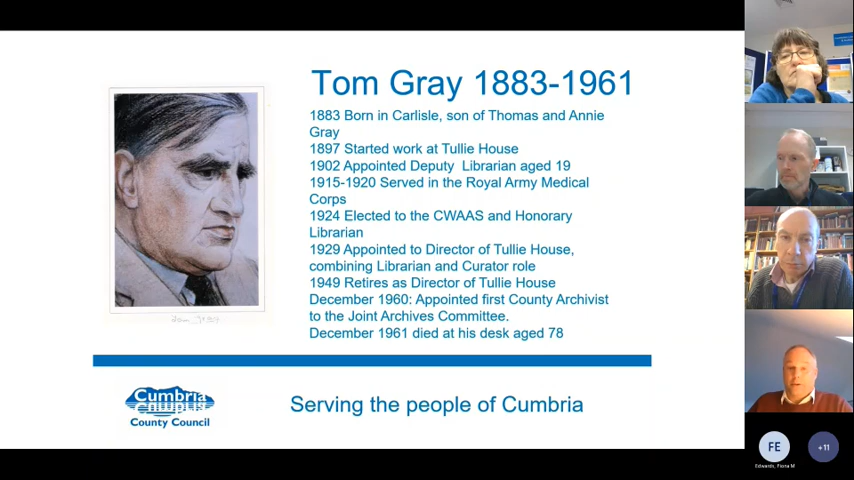 Tom Gray 1883-1961
1883 Born in Carlisle, son of Thomas and Annie
Gray
1897 Started work at Tullie House
1902 Appointed Deputy Librarian aged 19
1915-1920 Served in the Royal Army Medical
Corps
1924 Elected to the CWAAS and Honorary
Librarian
1929 Appointed to Director of Tullie House,
combining Librarian and Curator role
1949 Retires as Director of Tullie House
December 1960: Appointed first County Archivist
to the Joint Archives Committee.
December 1961 died at his desk aged 78
Cumbria
County Council
Serving the people of Cumbria
FE
+11
Edwards, Fiona M